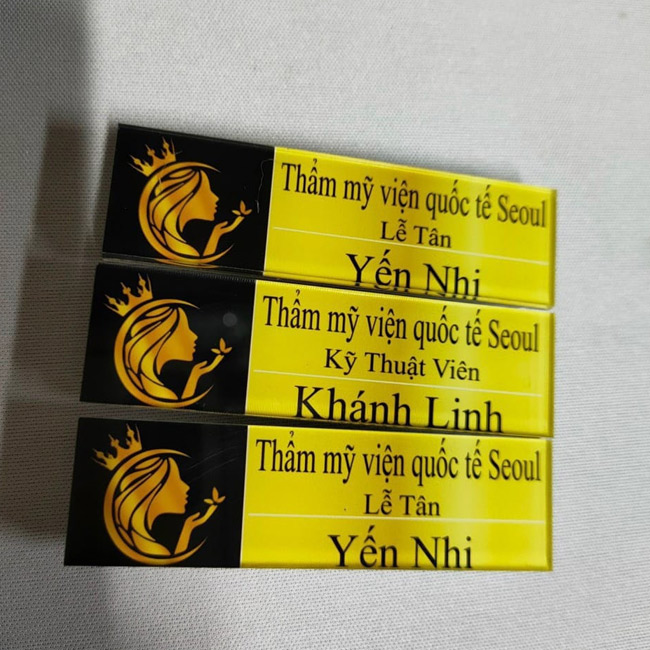 Thẩm mỹ viện quốc tế Seoul
Lễ Tân
Yến Nhi
Thẩm mỹ viện quốc tế Seoul
Kỹ Thuật Viên
Khánh Linh
Thẩm mỹ viện quốc tế Seoul
Lễ Tân
Yến Nhi